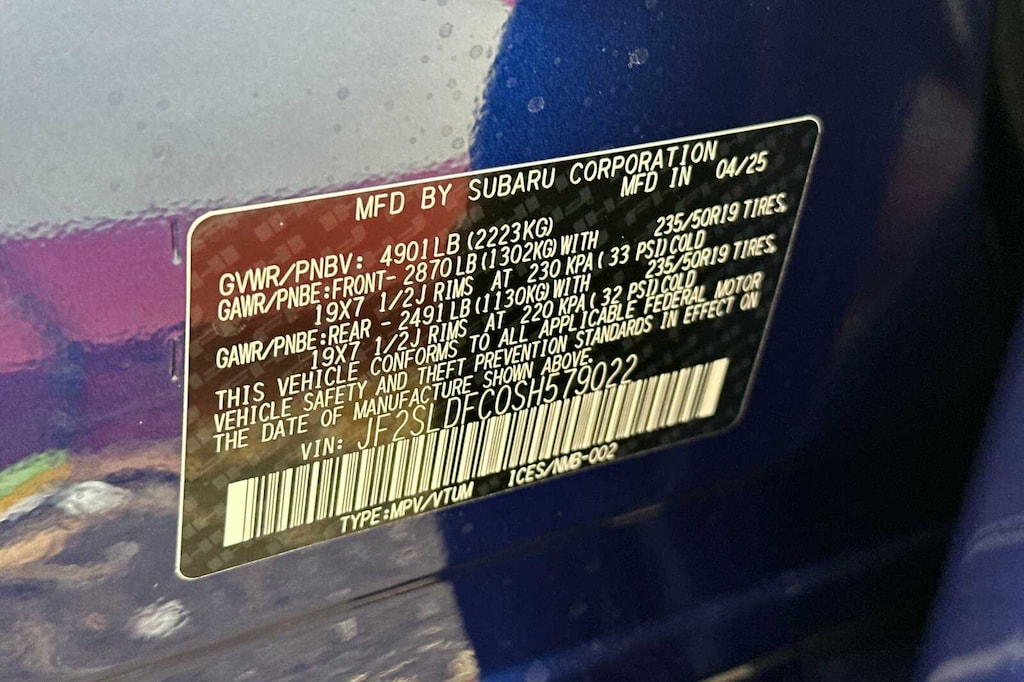 MFD BY SUBARU CORPORATION
MFD IN 04/25
GVWR/PNBV: 4901LB(2223KG)
GAWR/PNBE:FRONT- 2870LB(1302KG)WITH 235/50R19 TIRES,
19X7 1/2J RIMS AT 230 KPA( 33 PSI)COLD
GAWR/PNBE:REAR - 2491LB(1130KG)WITH 235/50R19 TIRES,
19X7 1/2J RIMS AT 220 KPA( 32 PSI)COLD
THIS VEHICLE CONFORMS TO ALL APPLICABLE FEDERAL MOTOR
VEHICLE SAFETY AND THEFT PREVENTION STANDARDS IN EFFECT ON
THE DATE OF MANUFACTURE SHOWN ABOVE.
VIN: JF2SLDFC0SH579022
TYPE:MPV/VTUM ICES/NMB-002